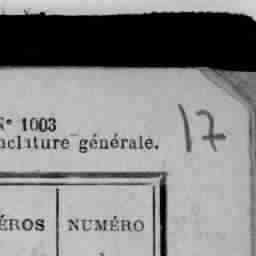 N° 1003
nclature générale.
17
ÉROS NUMÉRO